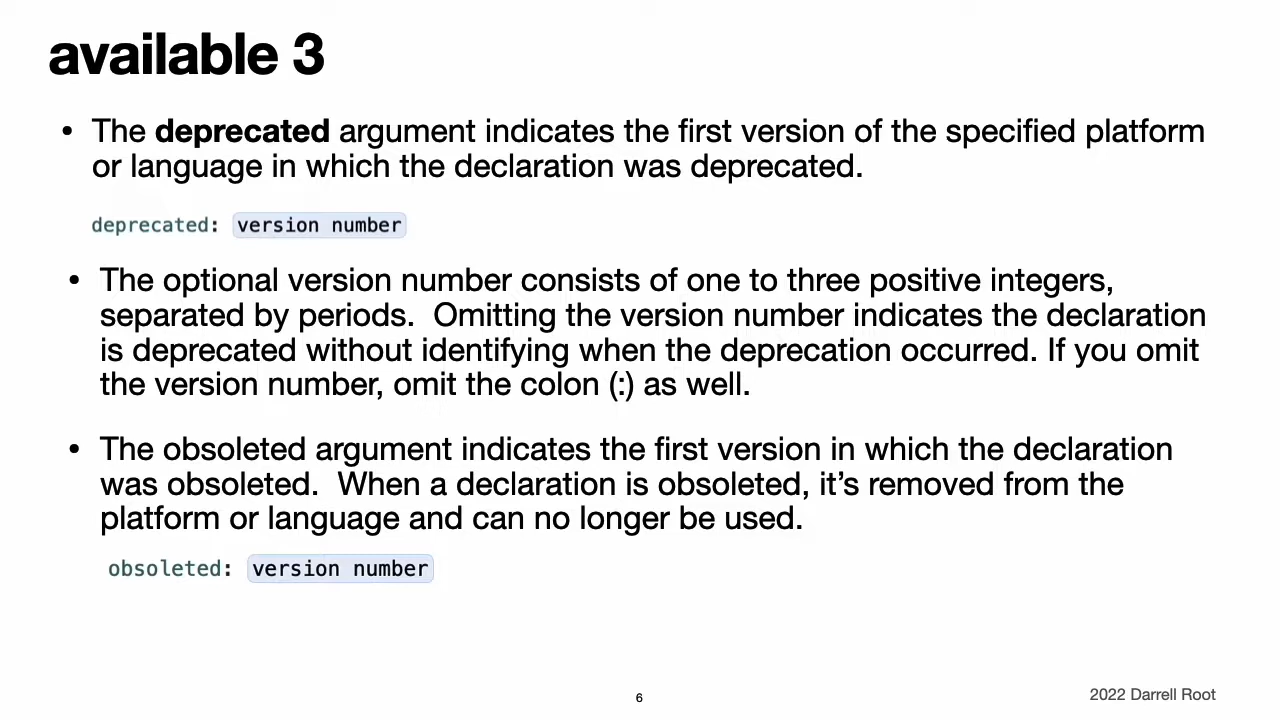 available 3
• The deprecated argument indicates the first version of the specified platform
or language in which the declaration was deprecated.
deprecated: version number
• The optional version number consists of one to three positive integers,
separated by periods.  Omitting the version number indicates the declaration
is deprecated without identifying when the deprecation occurred. If you omit
the version number, omit the colon (:) as well.
• The obsoleted argument indicates the first version in which the declaration
was obsoleted.  When a declaration is obsoleted, it’s removed from the
platform or language and can no longer be used.
obsoleted: version number
6
2022 Darrell Root